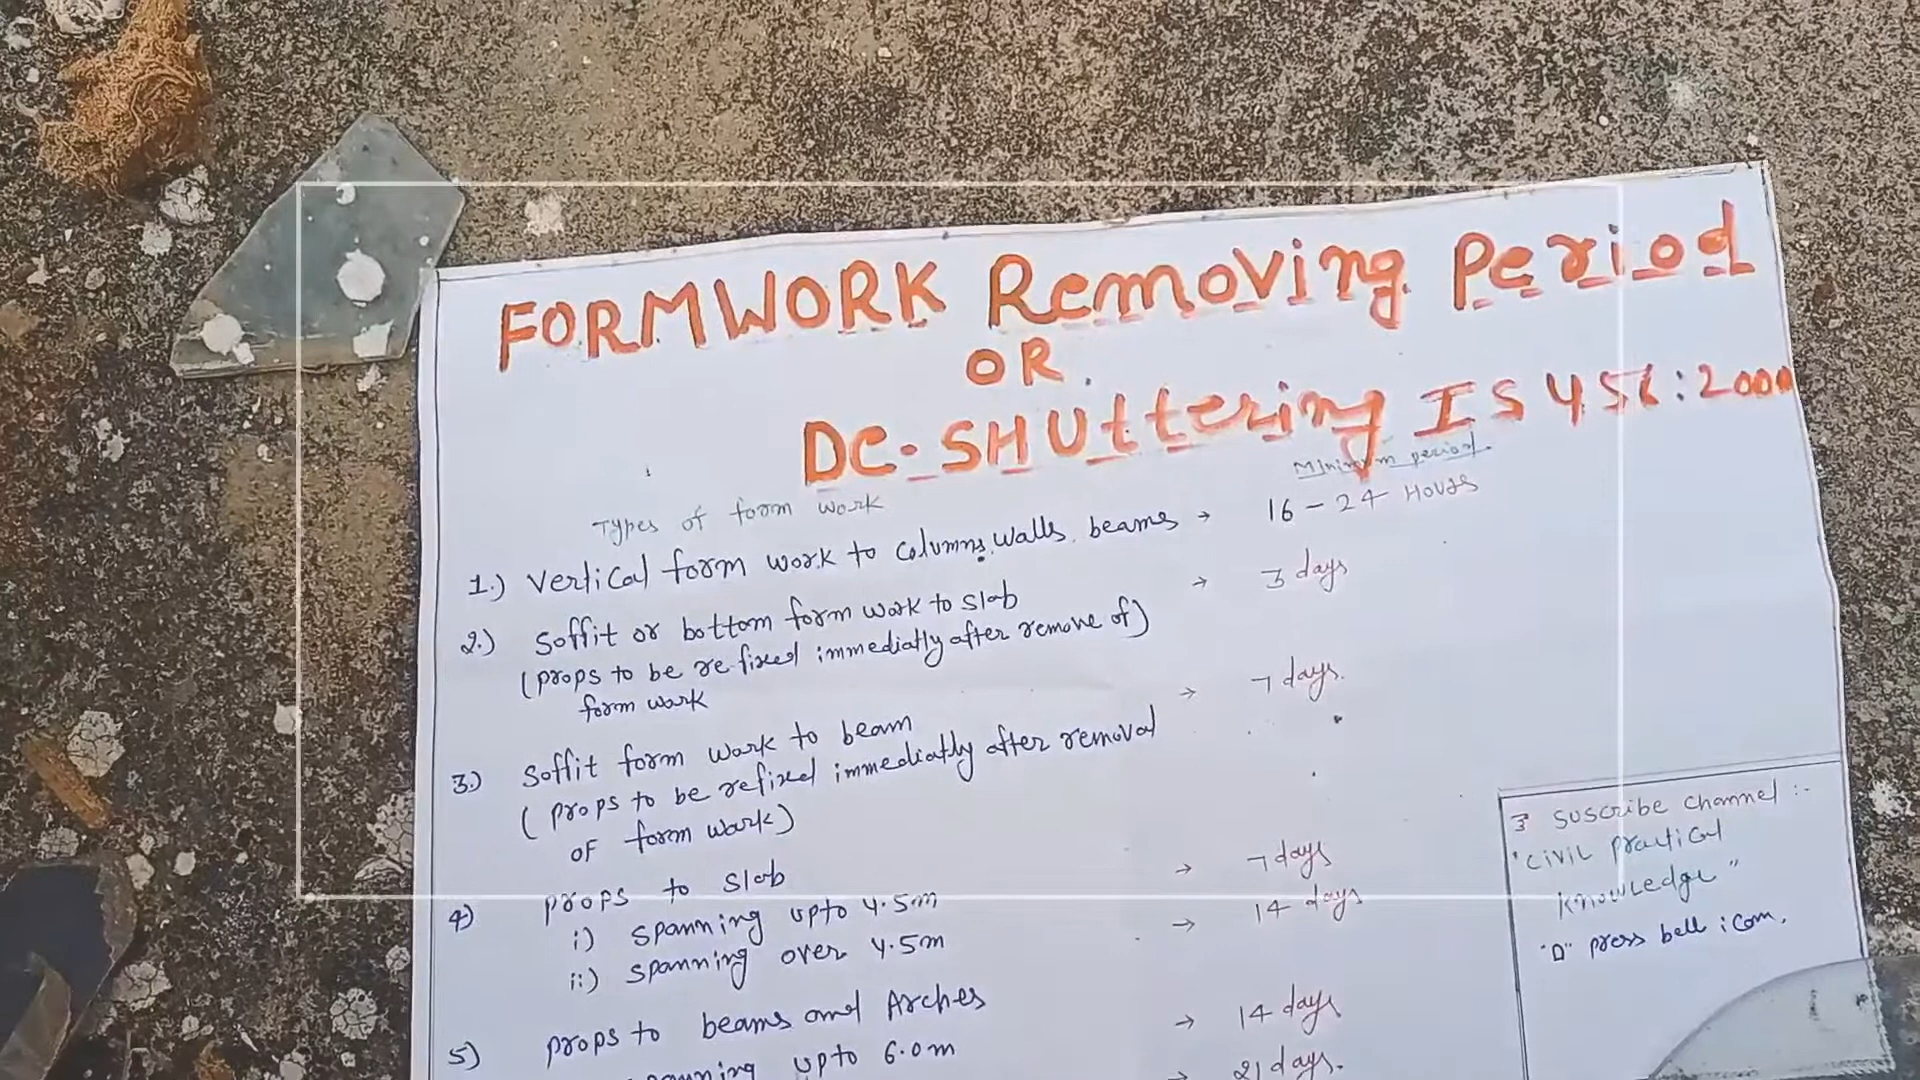 FORMWORK Removing Period
OR
DC-SHUttering IS 456:2000
Minimum period
Types of form work
1.) Vertical form work to Columns, walls, beams → 16-24 Hours
2.) Soffit or bottom form work to slab → 3 days
(props to be re-fixed immediatly after remove of)
form work
3.) Soffit form work to beam → 7 days.
(props to be refixed immediatly after removal
OF form work)
4) props to slab
i) spanning upto 4.5m → 7 days
ii) spanning over 4.5m → 14 days
5) props to beams and Arches
spanning upto 6.0m → 14 days
→ 21 days.
3 suscribe channel :-
"civil practical
knowledge"
"D" press bell icom.